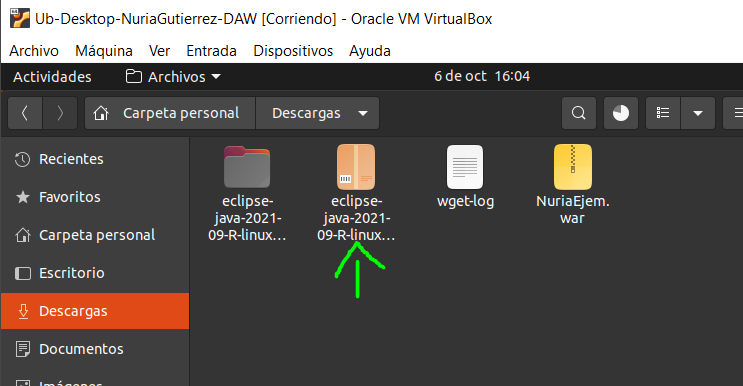 Ub-Desktop-NuriaGutierrez-DAW [Corriendo] - Oracle VM VirtualBox
Archivo Máquina Ver Entrada Dispositivos Ayuda
Actividades Archivos 6 de oct 16:04
Carpeta personal Descargas
Recientes
Favoritos
Carpeta personal
Escritorio
Descargas
Documentos
Imágenes
eclipse-
java-2021-
09-R-linux...
eclipse-
java-2021-
09-R-linux...
wget-log
NuriaEjem.
war